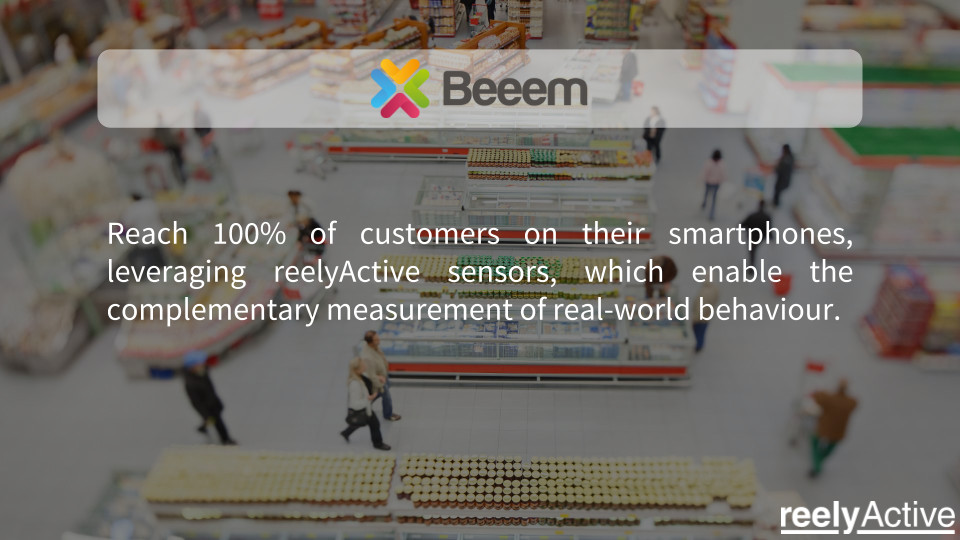 Beeem
Reach 100% of customers on their smartphones,
leveraging reelyActive sensors, which enable the
complementary measurement of real-world behaviour.
reelyActive